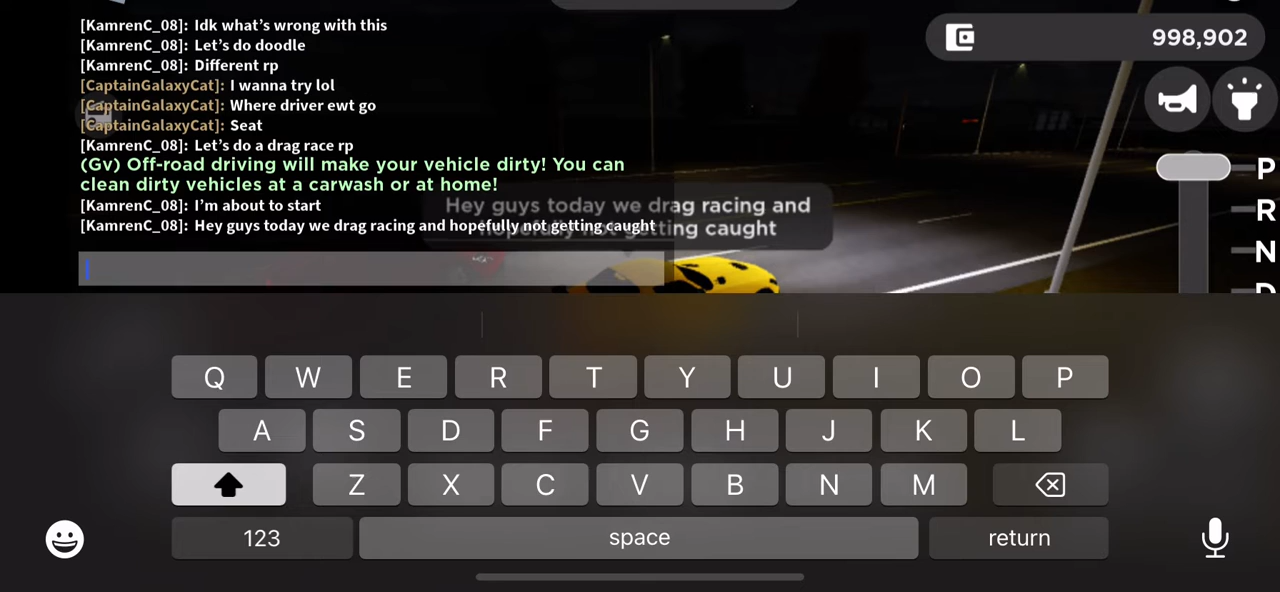 [KamrenC_08]: Idk what's wrong with this
[KamrenC_08]: Let's do doodle
[KamrenC_08]: Different rp
[CaptainGalaxyCat]: I wanna try lol
[CaptainGalaxyCat]: Where driver ewt go
[CaptainGalaxyCat]: Seat
[KamrenC_08]: Let's do a drag race rp
(Gv) Off-road driving will make your vehicle dirty! You can
clean dirty vehicles at a carwash or at home!
[KamrenC_08]: I'm about to start
[KamrenC_08]: Hey guys today we drag racing and hopefully not getting caught
Hey guys today we drag racing and
hopefully not getting caught
998,902
P
R
N
D
Q W E R T Y U I O P
A S D F G H J K L
Z X C V B N M
123 space return